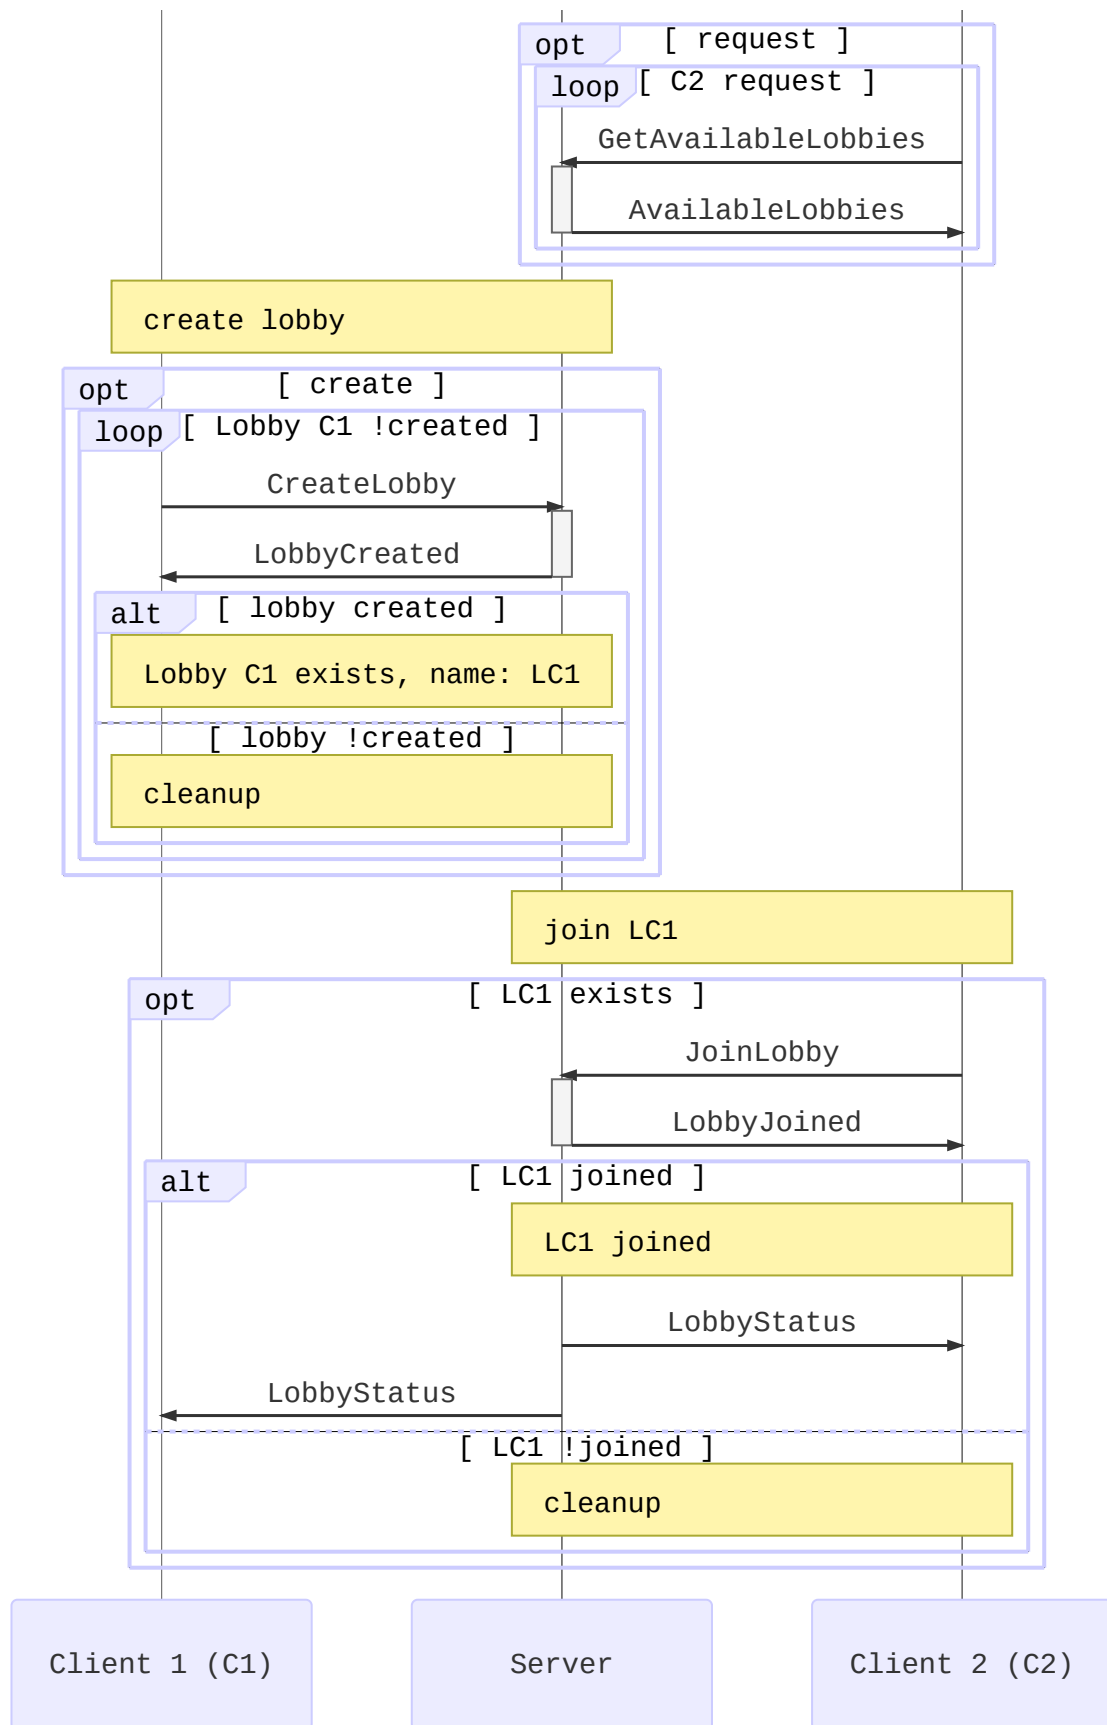 opt
[ request ]
loop
[ C2 request ]
GetAvailableLobbies
AvailableLobbies
create lobby
opt
[ create ]
loop
[ Lobby C1 !created ]
CreateLobby
LobbyCreated
alt
[ lobby created ]
Lobby C1 exists, name: LC1
[ lobby !created ]
cleanup
join LC1
opt
[ LC1 exists ]
JoinLobby
LobbyJoined
alt
[ LC1 joined ]
LC1 joined
LobbyStatus
LobbyStatus
[ LC1 !joined ]
cleanup
Client 1 (C1)
Server
Client 2 (C2)